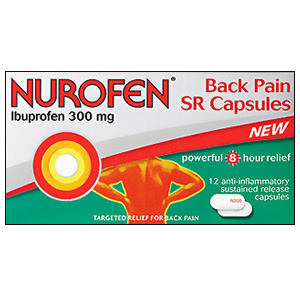 NUROFEN®
Ibuprofen 300 mg
Back Pain
SR Capsules
NEW
powerful 8 hour relief
12 anti-inflammatory
sustained release
capsules
TARGETED RELIEF FOR BACK PAIN